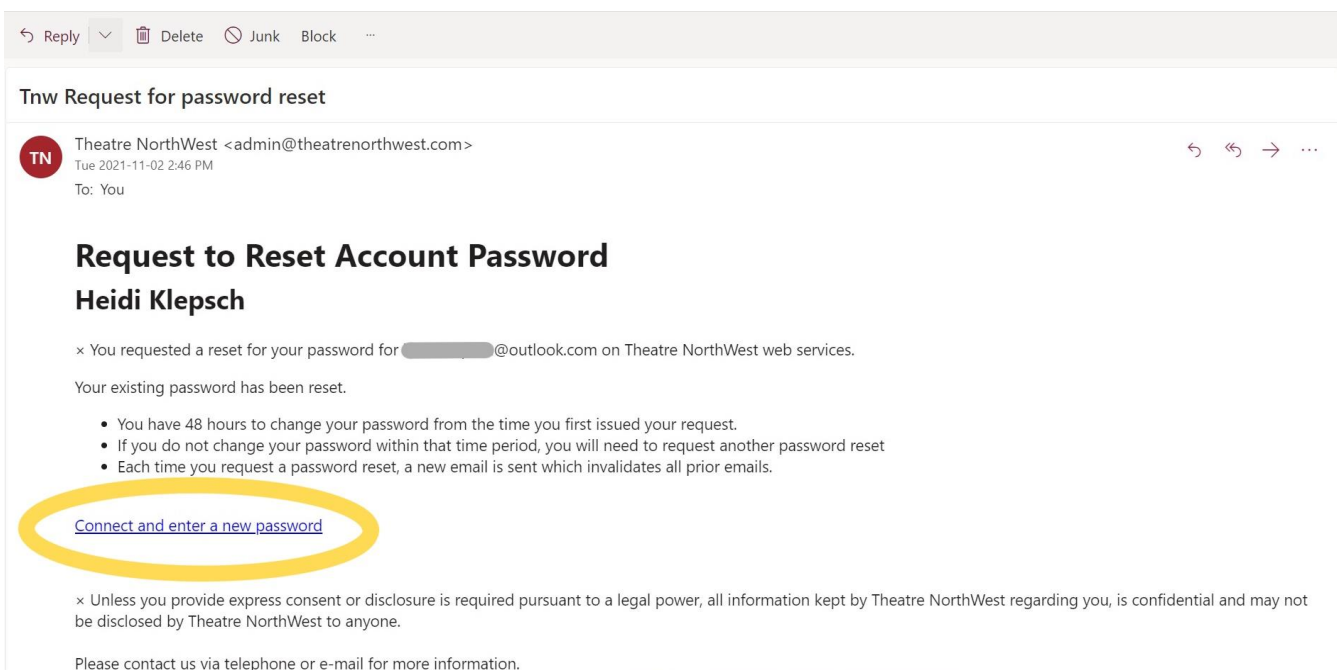 Reply Delete Junk Block ...
Tnw Request for password reset
TN
Theatre NorthWest <admin@theatrenorthwest.com>
Tue 2021-11-02 2:46 PM
To: You
Request to Reset Account Password
Heidi Klepsch
× You requested a reset for your password for @outlook.com on Theatre NorthWest web services.
Your existing password has been reset.
• You have 48 hours to change your password from the time you first issued your request.
• If you do not change your password within that time period, you will need to request another password reset
• Each time you request a password reset, a new email is sent which invalidates all prior emails.
Connect and enter a new password
× Unless you provide express consent or disclosure is required pursuant to a legal power, all information kept by Theatre NorthWest regarding you, is confidential and may not
be disclosed by Theatre NorthWest to anyone.
Please contact us via telephone or e-mail for more information.